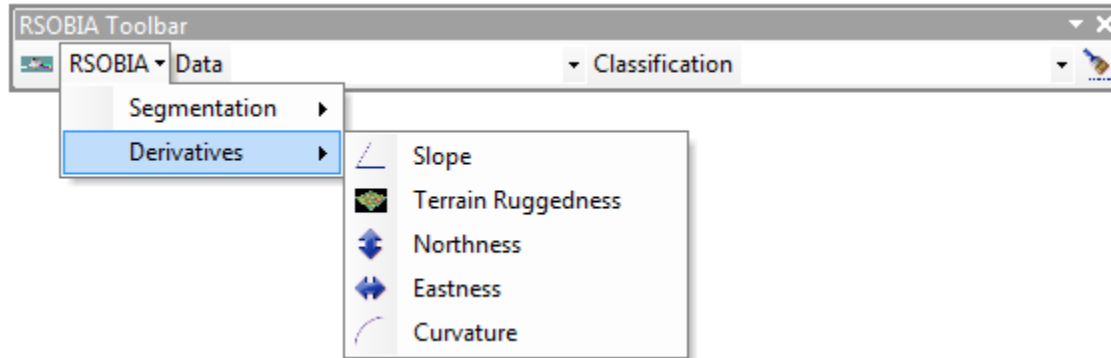 RSOBIA Toolbar
RSOBIA Data Classification
Segmentation
Derivatives
Slope
Terrain Ruggedness
Northness
Eastness
Curvature